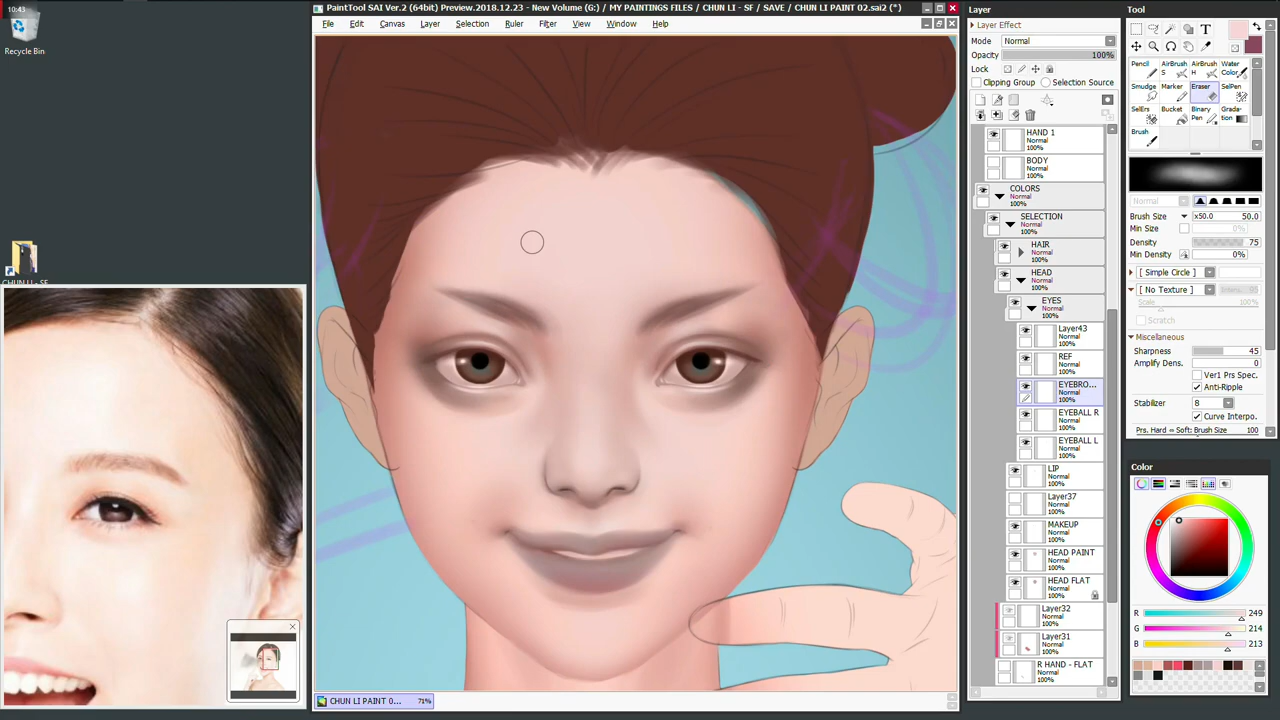 10:43
Recycle Bin
CHUN LI - SF
PaintTool SAI Ver.2 (64bit) Preview.2018.12.23 - New Volume (G:) / MY PAINTINGS FILES / CHUN LI - SF / SAVE / CHUN LI PAINT 02.sai2 (*)
File Edit Canvas Layer Selection Ruler Filter View Window Help
CHUN LI PAINT 0... 71%
Layer
Layer Effect
Mode Normal
Opacity 100%
Lock
Clipping Group Selection Source
HAND 1
100%
BODY
100%
COLORS
Normal
100%
SELECTION
Normal
100%
HAIR
Normal
100%
HEAD
Normal
100%
EYES
Normal
100%
Layer43
Normal
100%
REF
Normal
100%
EYEBRO...
Normal
100%
EYEBALL R
Normal
100%
EYEBALL L
Normal
100%
LIP
Normal
100%
Layer37
Normal
100%
MAKEUP
Normal
100%
HEAD PAINT
Normal
100%
HEAD FLAT
Normal
100%
Layer32
Normal
100%
Layer31
Normal
100%
R HAND - FLAT
Normal
100%
Tool
T
Pencil AirBrush S AirBrush H Water Color
Smudge Marker Eraser SelPen
SelErs Bucket Binary Pen Grada-tion
Brush
Normal
Brush Size x50.0 50.0
Min Size
Density 75
Min Density 0%
[ Simple Circle ]
[ No Texture ]
Scale 100%
Scratch
Miscellaneous
Sharpness 45
Amplify Dens. 0
Ver1 Prs Spec.
Anti-Ripple
Stabilizer 8
Curve Interpo.
Prs. Hard ⇔ Soft: Brush Size 100
Color
R 249
G 214
B 213